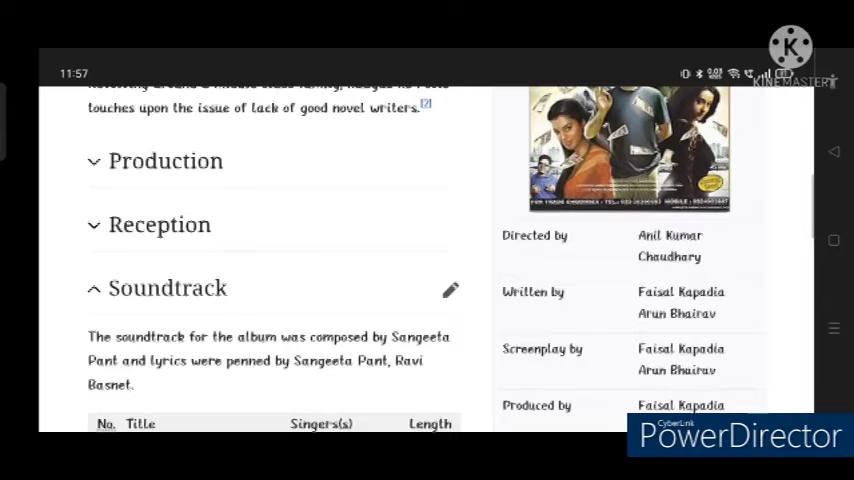 11:57
KINEMASTER
touches upon the issue of lack of good novel writers.[2]
Production
Reception
Soundtrack
The soundtrack for the album was composed by Sangeeta
Pant and lyrics were penned by Sangeeta Pant, Ravi
Basnet.
No. Title Singers(s) Length
Directed by Anil Kumar
Chaudhary
Written by Faisal Kapadia
Arun Bhairav
Screenplay by Faisal Kapadia
Arun Bhairav
Produced by Faisal Kapadia
CyberLink
PowerDirector